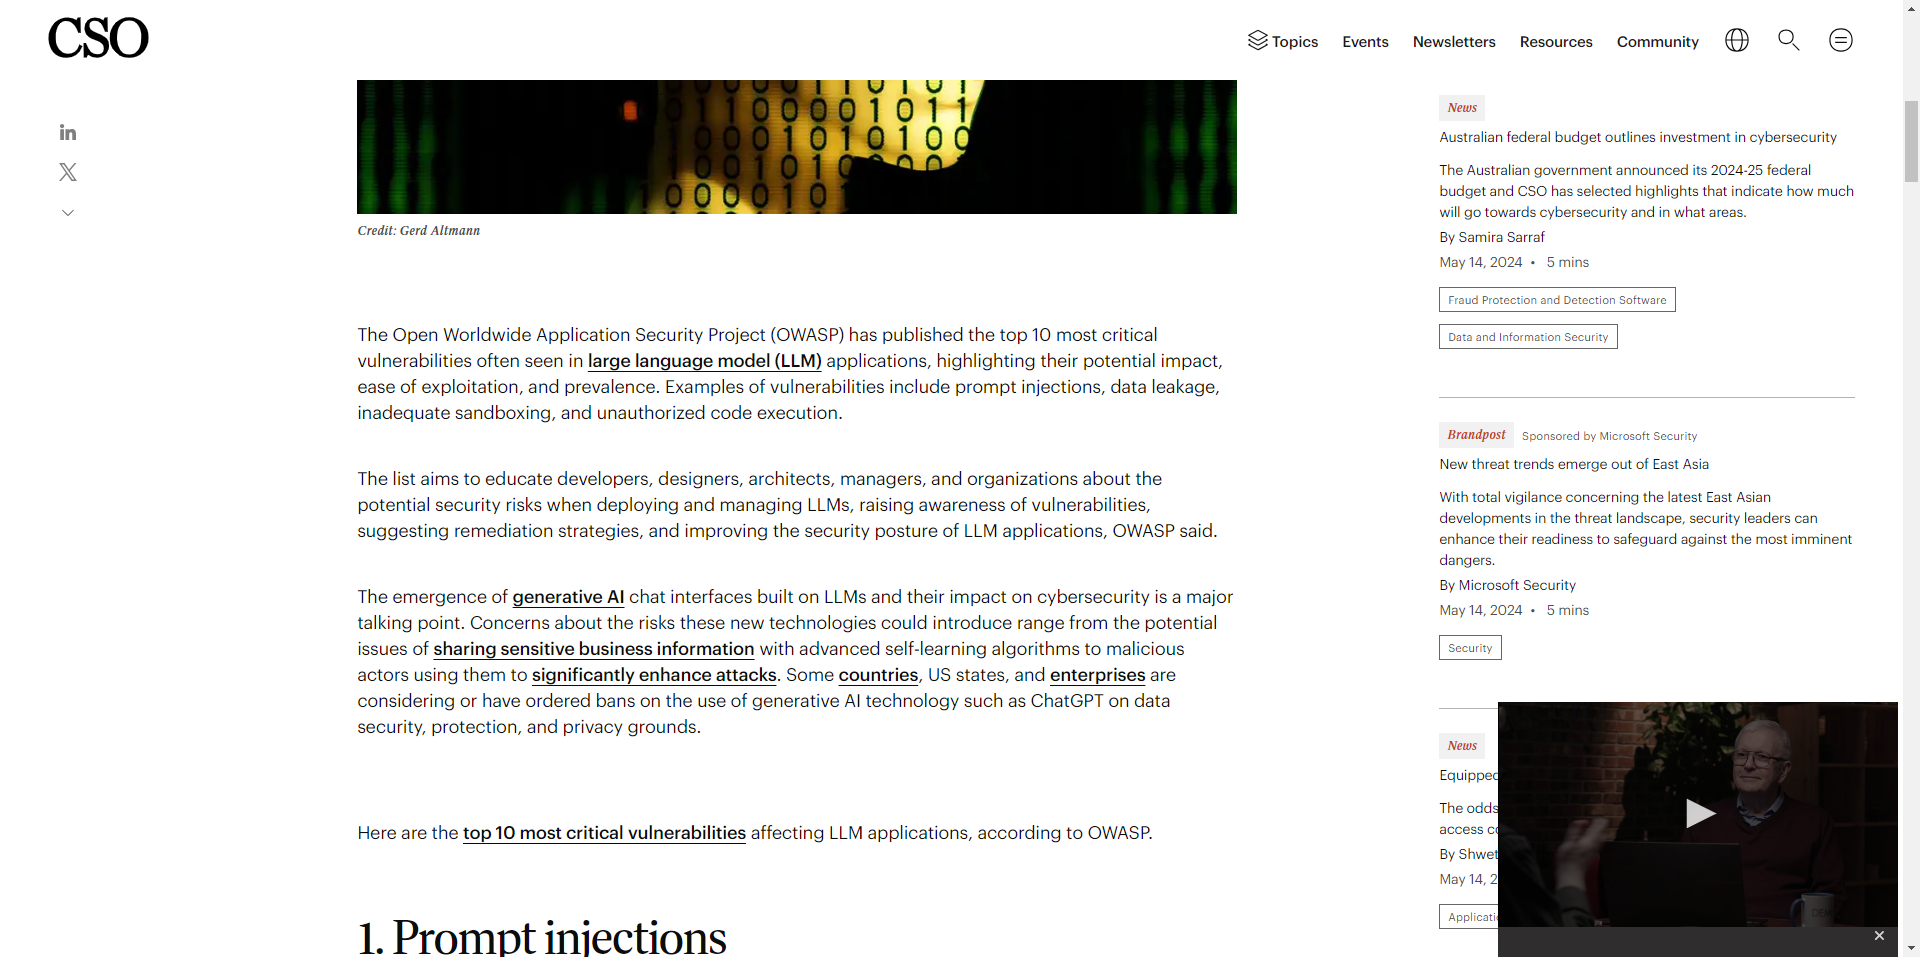 CSO
Topics
Events
Newsletters
Resources
Community
in
X
Credit: Gerd Altmann
The Open Worldwide Application Security Project (OWASP) has published the top 10 most critical
vulnerabilities often seen in large language model (LLM) applications, highlighting their potential impact,
ease of exploitation, and prevalence. Examples of vulnerabilities include prompt injections, data leakage,
inadequate sandboxing, and unauthorized code execution.
The list aims to educate developers, designers, architects, managers, and organizations about the
potential security risks when deploying and managing LLMs, raising awareness of vulnerabilities,
suggesting remediation strategies, and improving the security posture of LLM applications, OWASP said.
The emergence of generative AI chat interfaces built on LLMs and their impact on cybersecurity is a major
talking point. Concerns about the risks these new technologies could introduce range from the potential
issues of sharing sensitive business information with advanced self-learning algorithms to malicious
actors using them to significantly enhance attacks. Some countries, US states, and enterprises are
considering or have ordered bans on the use of generative AI technology such as ChatGPT on data
security, protection, and privacy grounds.
Here are the top 10 most critical vulnerabilities affecting LLM applications, according to OWASP.
1. Prompt injections
News
Australian federal budget outlines investment in cybersecurity
The Australian government announced its 2024-25 federal
budget and CSO has selected highlights that indicate how much
will go towards cybersecurity and in what areas.
By Samira Sarraf
May 14, 2024 • 5 mins
Fraud Protection and Detection Software
Data and Information Security
Brandpost Sponsored by Microsoft Security
New threat trends emerge out of East Asia
With total vigilance concerning the latest East Asian
developments in the threat landscape, security leaders can
enhance their readiness to safeguard against the most imminent
dangers.
By Microsoft Security
May 14, 2024 • 5 mins
Security
News
Equipped
The odds
access
By Shwet
May 14, 2